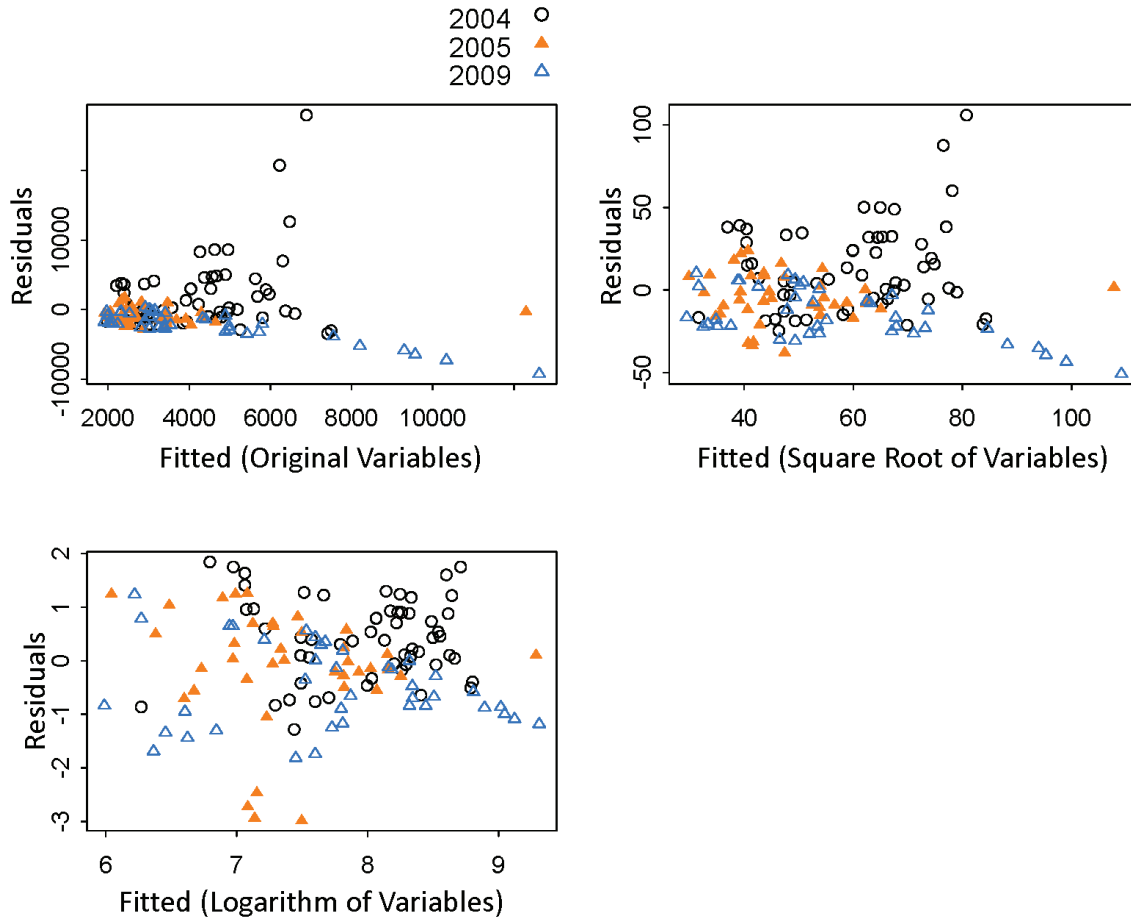 2004
2005
2009
Residuals
10000
0
-10000
2000 4000 6000 8000 10000
Fitted (Original Variables)
Residuals
100
50
0
-50
40 60 80 100
Fitted (Square Root of Variables)
Residuals
2
1
0
-1
-2
-3
6 7 8 9
Fitted (Logarithm of Variables)